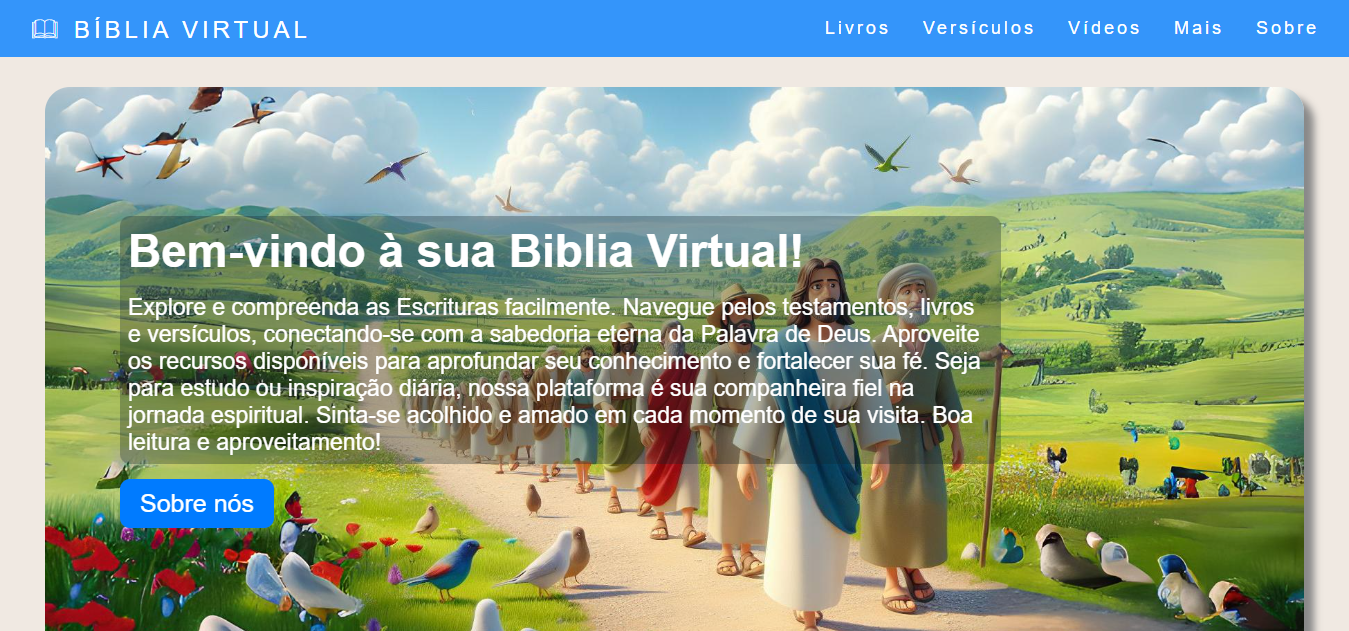 BÍBLIA VIRTUAL
Livros Versículos Vídeos Mais Sobre
Bem-vindo à sua Biblia Virtual!
Explore e compreenda as Escrituras facilmente. Navegue pelos testamentos, livros
e versículos, conectando-se com a sabedoria eterna da Palavra de Deus. Aproveite
os recursos disponíveis para aprofundar seu conhecimento e fortalecer sua fé. Seja
para estudo ou inspiração diária, nossa plataforma é sua companheira fiel na
jornada espiritual. Sinta-se acolhido e amado em cada momento de sua visita. Boa
leitura e aproveitamento!
Sobre nós